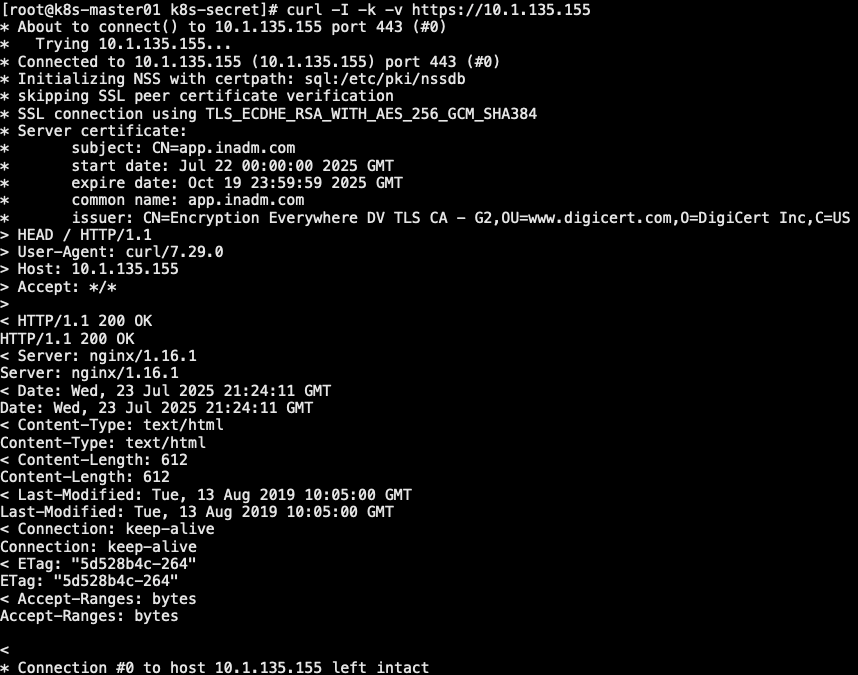 [root@k8s-master01 k8s-secret]# curl -I -k -v https://10.1.135.155
* About to connect() to 10.1.135.155 port 443 (#0)
*   Trying 10.1.135.155...
* Connected to 10.1.135.155 (10.1.135.155) port 443 (#0)
* Initializing NSS with certpath: sql:/etc/pki/nssdb
* skipping SSL peer certificate verification
* SSL connection using TLS_ECDHE_RSA_WITH_AES_256_GCM_SHA384
* Server certificate:
*       subject: CN=app.inadm.com
*       start date: Jul 22 00:00:00 2025 GMT
*       expire date: Oct 19 23:59:59 2025 GMT
*       common name: app.inadm.com
*       issuer: CN=Encryption Everywhere DV TLS CA - G2,OU=www.digicert.com,O=DigiCert Inc,C=US
> HEAD / HTTP/1.1
> User-Agent: curl/7.29.0
> Host: 10.1.135.155
> Accept: */*
>
< HTTP/1.1 200 OK
HTTP/1.1 200 OK
< Server: nginx/1.16.1
Server: nginx/1.16.1
< Date: Wed, 23 Jul 2025 21:24:11 GMT
Date: Wed, 23 Jul 2025 21:24:11 GMT
< Content-Type: text/html
Content-Type: text/html
< Content-Length: 612
Content-Length: 612
< Last-Modified: Tue, 13 Aug 2019 10:05:00 GMT
Last-Modified: Tue, 13 Aug 2019 10:05:00 GMT
< Connection: keep-alive
Connection: keep-alive
< ETag: "5d528b4c-264"
ETag: "5d528b4c-264"
< Accept-Ranges: bytes
Accept-Ranges: bytes

<
* Connection #0 to host 10.1.135.155 left intact